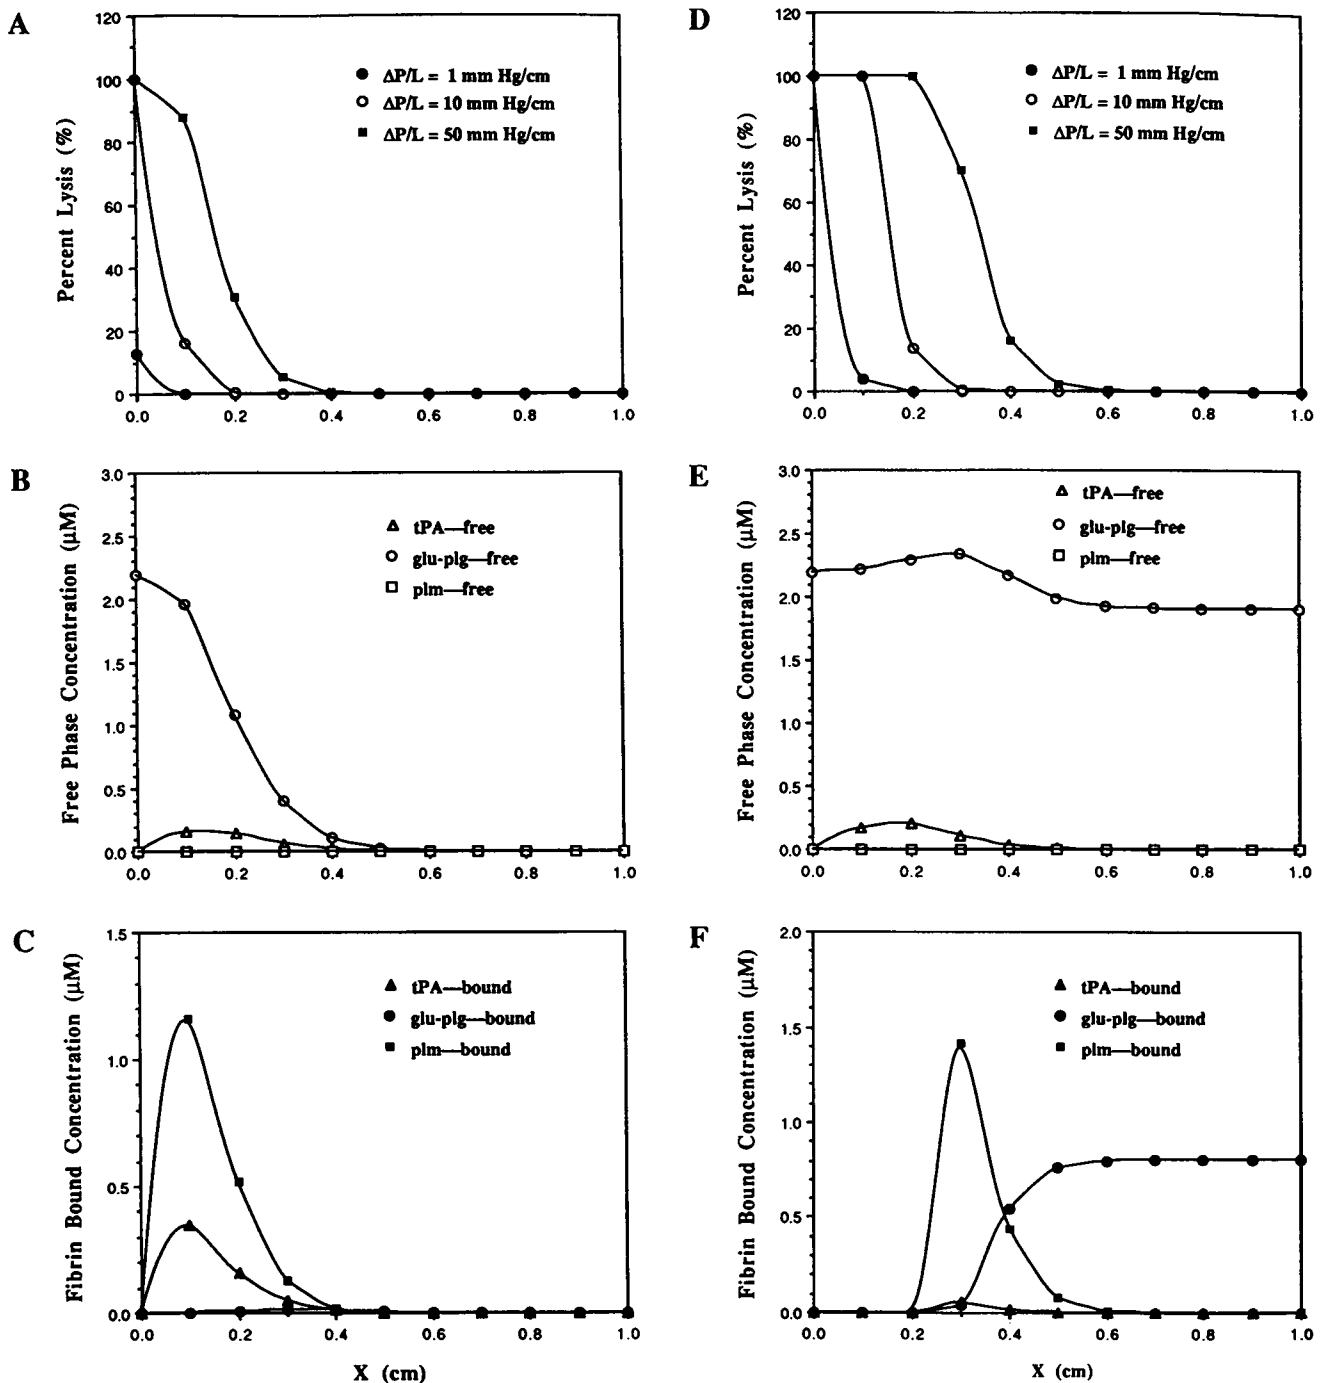 A
120
100
80
60
40
20
0
Percent Lysis (%)
ΔP/L = 1 mm Hg/cm
ΔP/L = 10 mm Hg/cm
ΔP/L = 50 mm Hg/cm
0.0 0.2 0.4 0.6 0.8 1.0
D
120
100
80
60
40
20
0
Percent Lysis (%)
ΔP/L = 1 mm Hg/cm
ΔP/L = 10 mm Hg/cm
ΔP/L = 50 mm Hg/cm
0.0 0.2 0.4 0.6 0.8 1.0
B
3.0
2.5
2.0
1.5
1.0
0.5
0.0
Free Phase Concentration (μM)
tPA—free
glu-plg—free
plm—free
0.0 0.2 0.4 0.6 0.8 1.0
E
3.0
2.5
2.0
1.5
1.0
0.5
0.0
Free Phase Concentration (μM)
tPA—free
glu-plg—free
plm—free
0.0 0.2 0.4 0.6 0.8 1.0
C
1.5
1.0
0.5
0.0
Fibrin Bound Concentration (μM)
tPA—bound
glu-plg—bound
plm—bound
0.0 0.2 0.4 0.6 0.8 1.0
X (cm)
F
2.0
1.5
1.0
0.5
0.0
Fibrin Bound Concentration (μM)
tPA—bound
glu-plg—bound
plm—bound
0.0 0.2 0.4 0.6 0.8 1.0
X (cm)